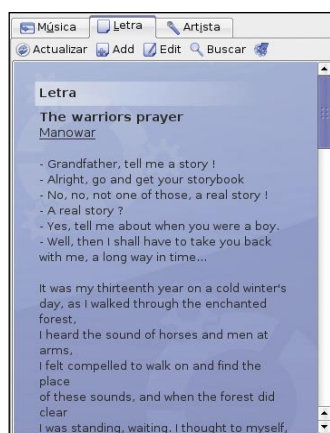 Música Letra Artista
Actualizar Add Edit Buscar
Letra
The warriors prayer
Manowar
- Grandfather, tell me a story !
- Alright, go and get your storybook
- No, no, not one of those, a real story !
- A real story ?
- Yes, tell me about when you were a boy.
- Well, then I shall have to take you back
with me, a long way in time...
It was my thirteenth year on a cold winter's
day, as I walked through the enchanted
forest,
I heard the sound of horses and men at
arms,
I felt compelled to walk on and find the
place
of these sounds, and when the forest did
clear
I was standing, waiting. I thought to myself,